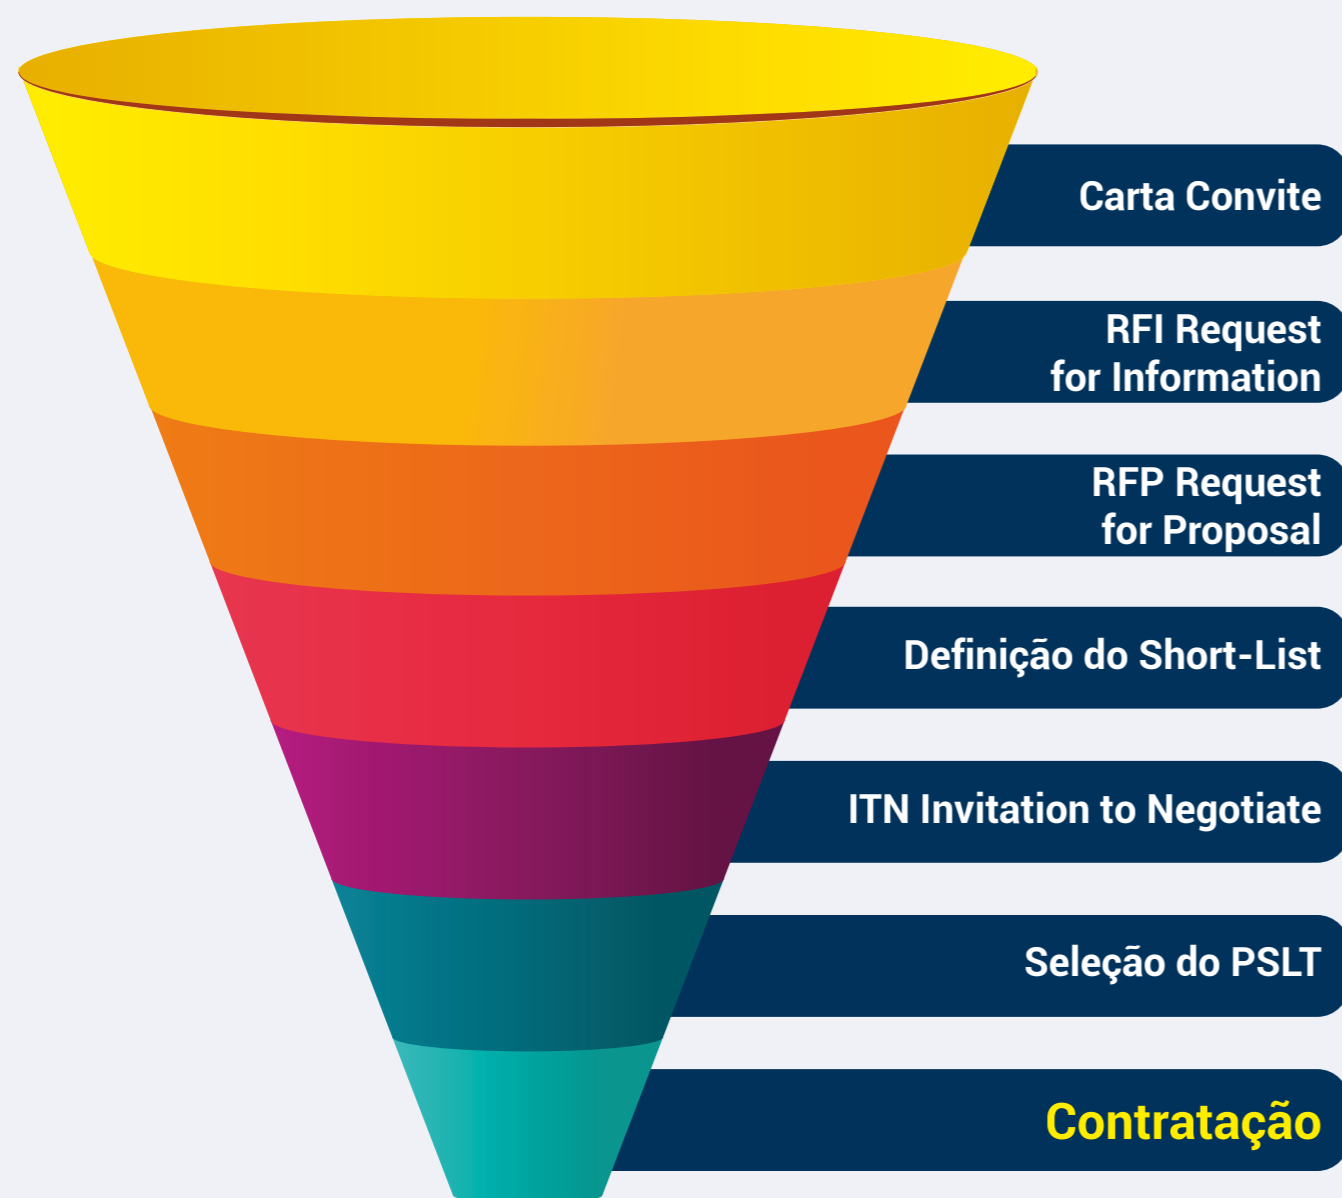 Carta Convite
RFI Request
for Information
RFP Request
for Proposal
Definição do Short-List
ITN Invitation to Negotiate
Seleção do PSLT
Contratação